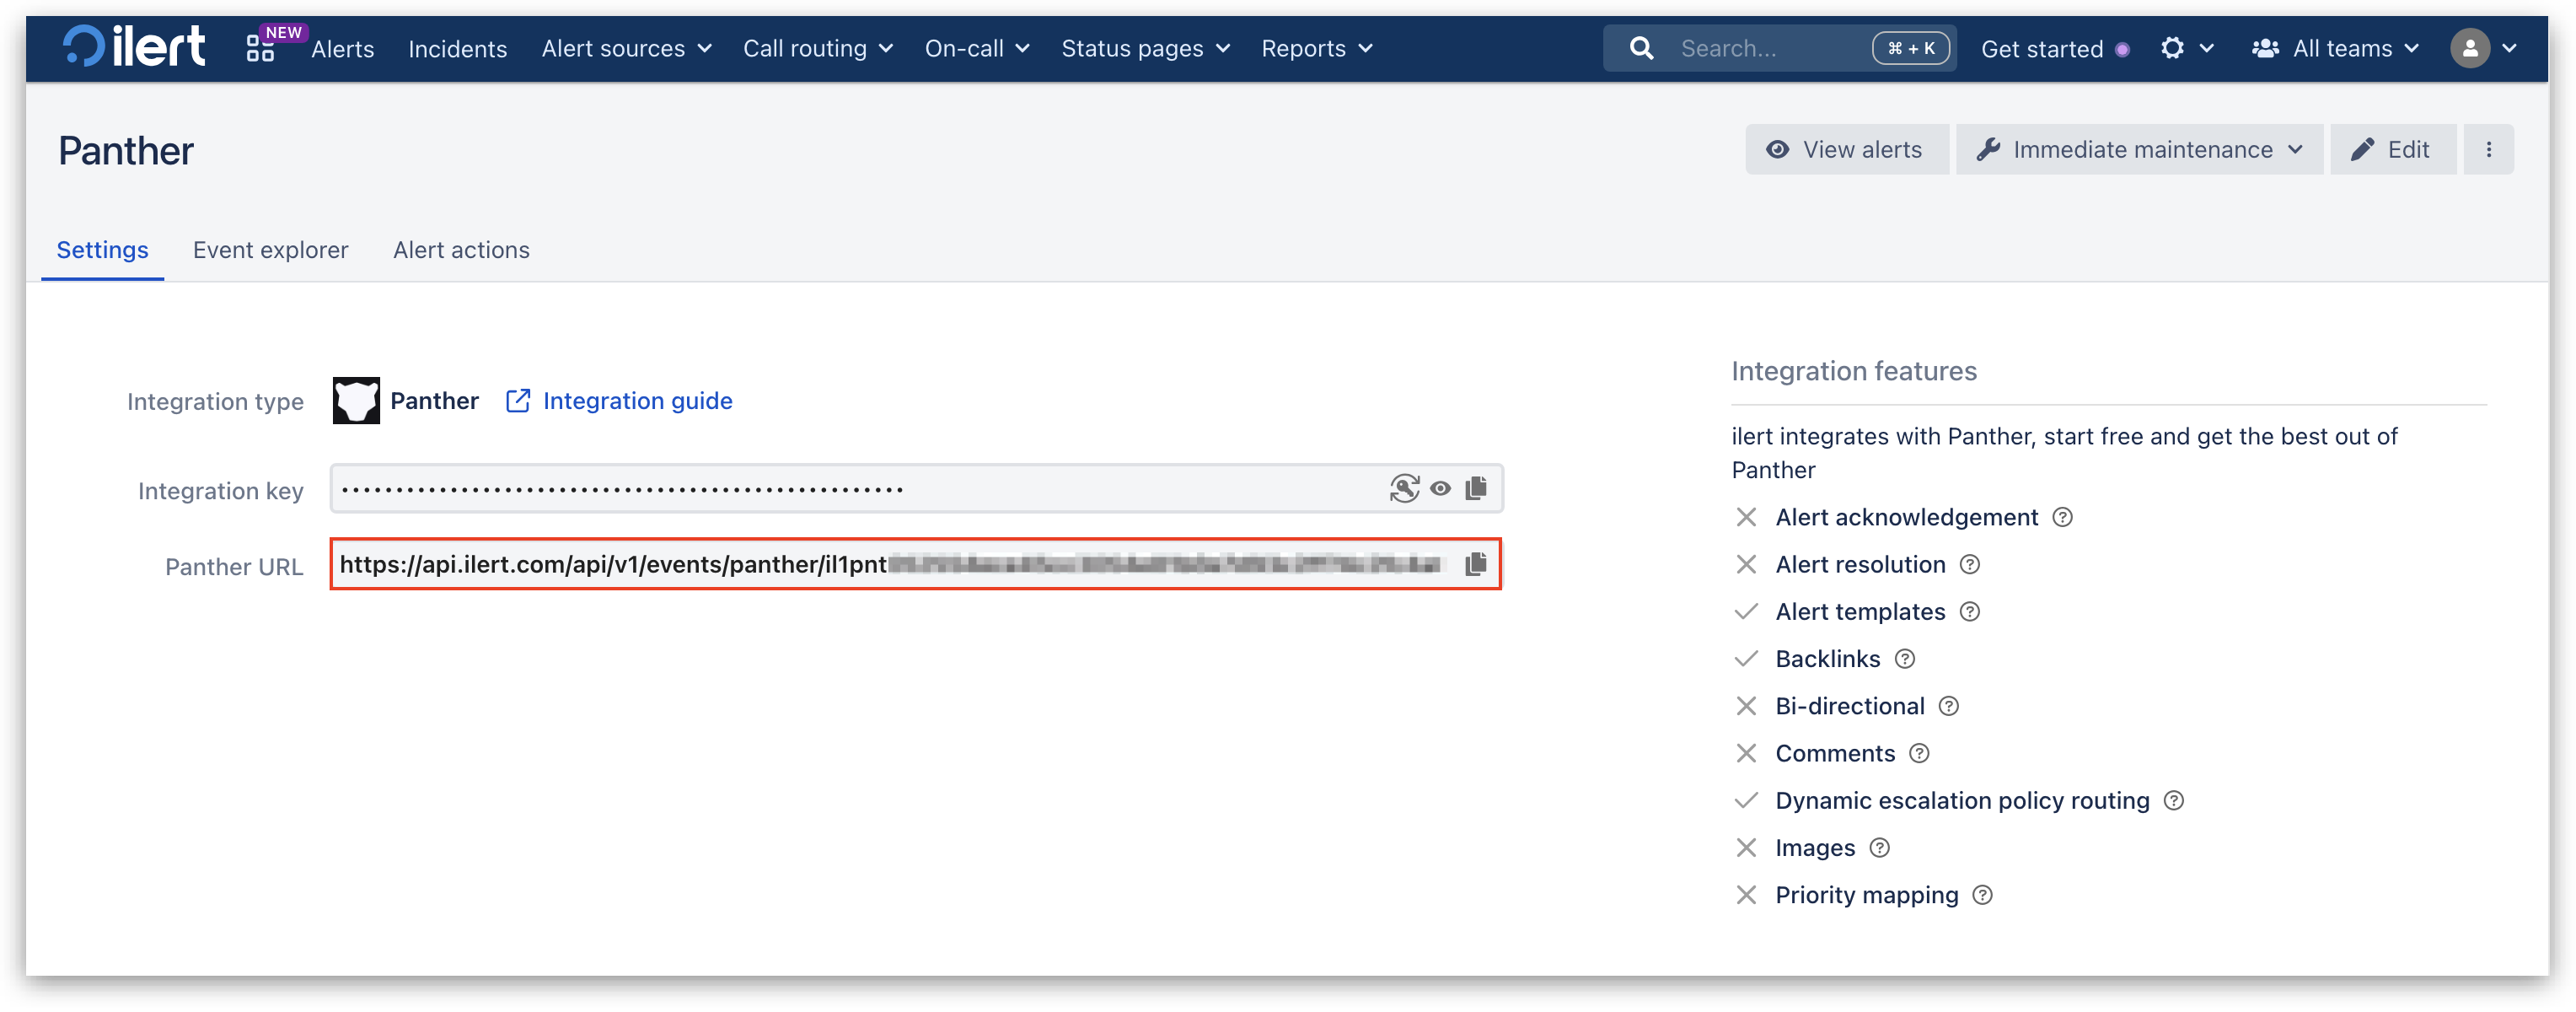 ilert NEW Alerts Incidents Alert sources Call routing On-call Status pages Reports Search... ⌘ + K Get started All teams
Panther
View alerts Immediate maintenance Edit
Settings Event explorer Alert actions
Integration type Panther Integration guide
Integration key ••••••••••••••••••••••••••••••••••••••••••••••••••••
Panther URL https://api.ilert.com/api/v1/events/panther/il1pnt
Integration features
ilert integrates with Panther, start free and get the best out of
Panther
Alert acknowledgement
Alert resolution
Alert templates
Backlinks
Bi-directional
Comments
Dynamic escalation policy routing
Images
Priority mapping